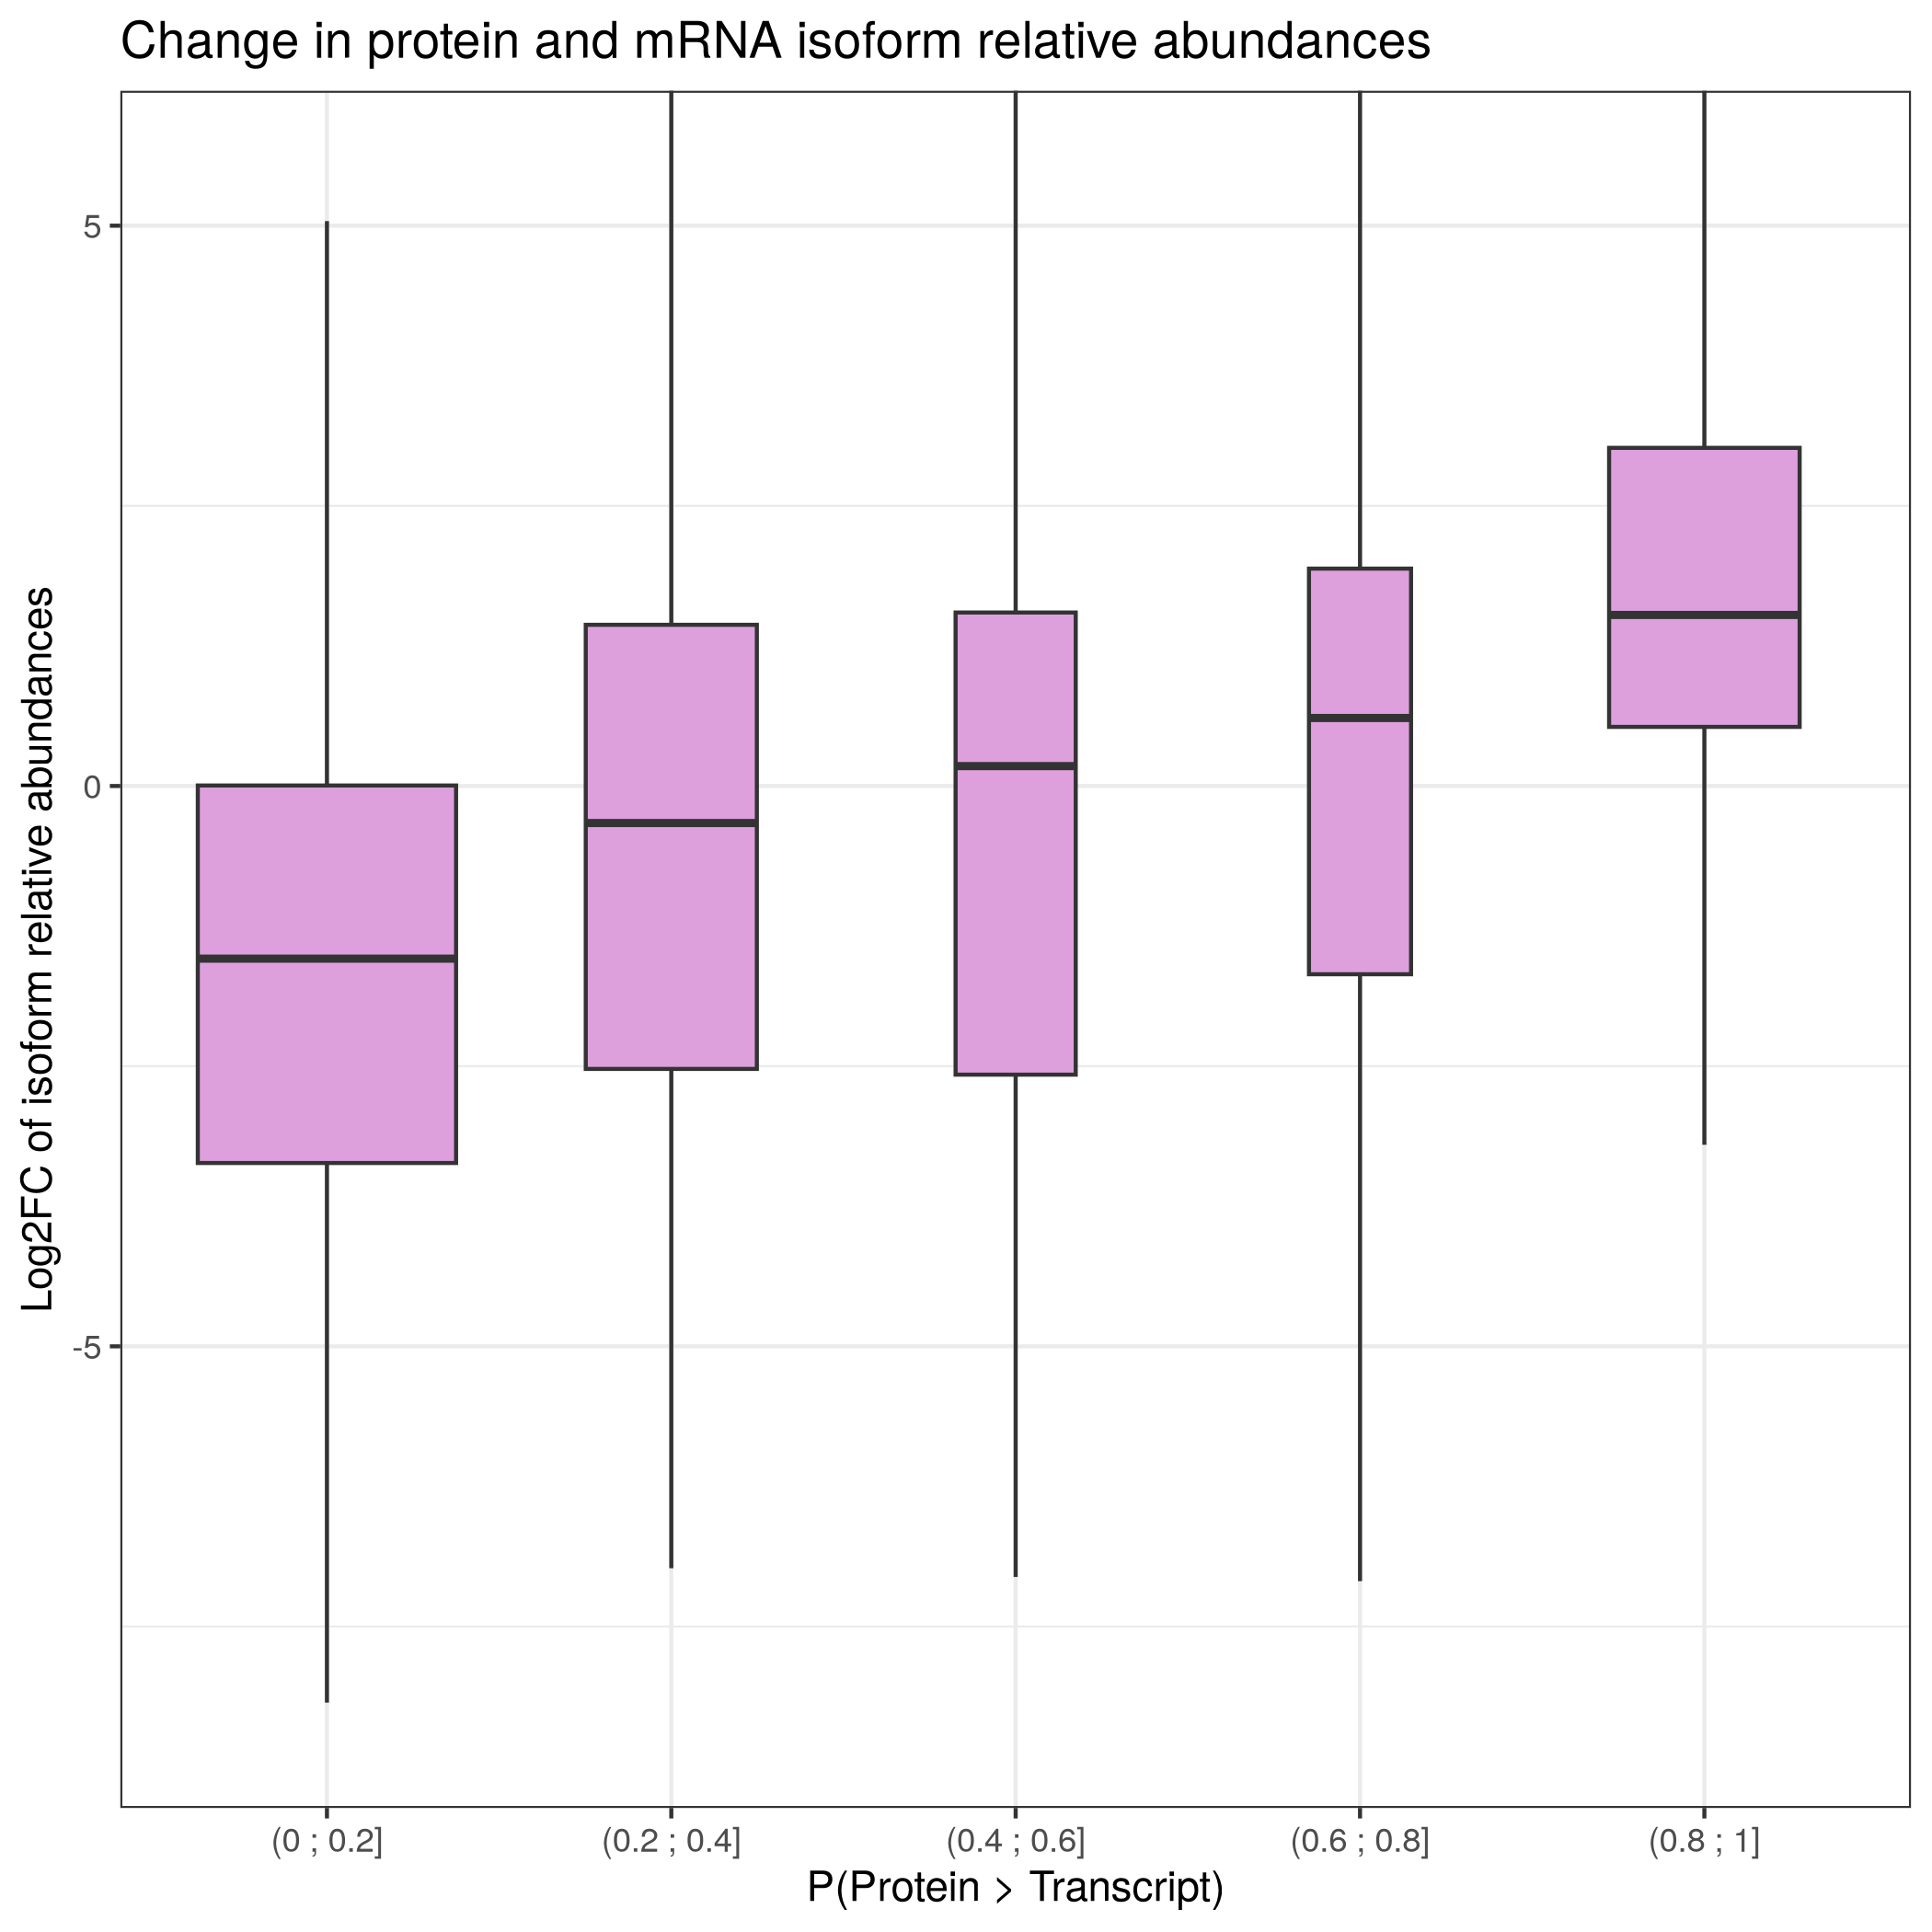 Change in protein and mRNA isoform relative abundances
Log2FC of isoform relative abundances
5
0
-5
(0 ; 0.2]
(0.2 ; 0.4]
(0.4 ; 0.6]
(0.6 ; 0.8]
(0.8 ; 1]
P(Protein > Transcript)